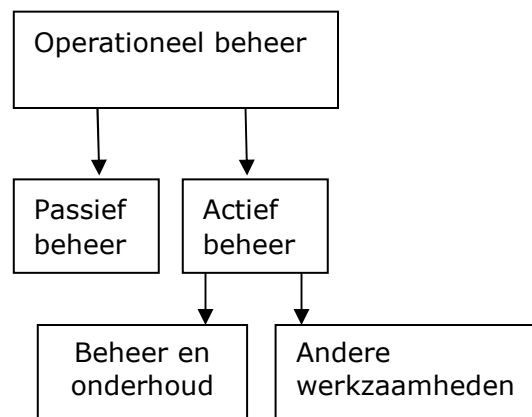 Operationeel beheer
Passief
beheer
Actief
beheer
Beheer en
onderhoud
Andere
werkzaamheden